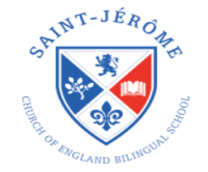 SAINT-JÉRÔME
CHURCH OF ENGLAND BILINGUAL SCHOOL